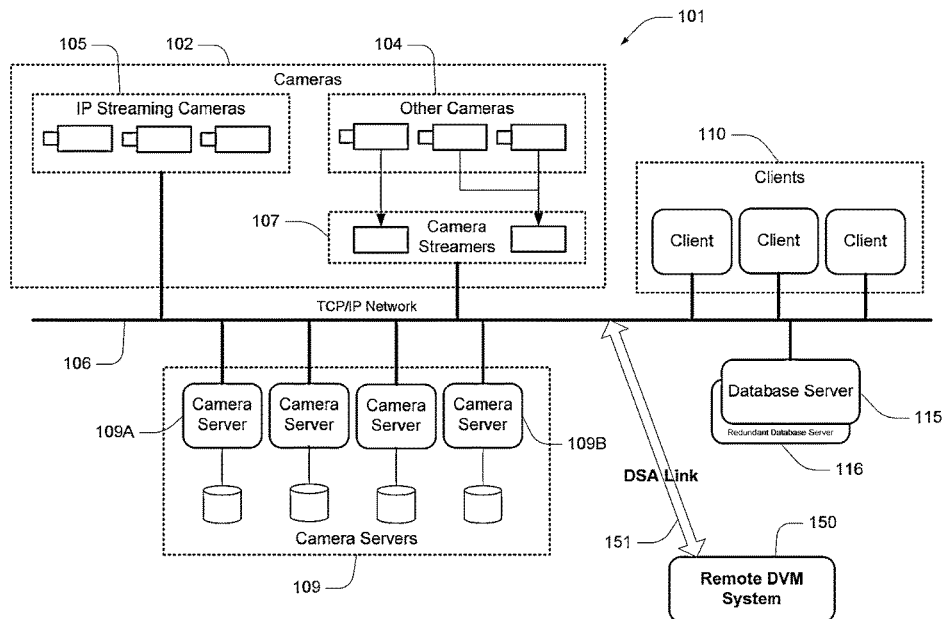 101
105
102
104
Cameras
IP Streaming Cameras
Other Cameras
110
Clients
107
Camera
Streamers
Client
Client
Client
TCP/IP Network
106
Camera
Server
Camera
Server
Camera
Server
Camera
Server
109A
109B
Database Server
115
Redundant Database Server
116
DSA Link
Camera Servers
151
150
109
Remote DVM
System